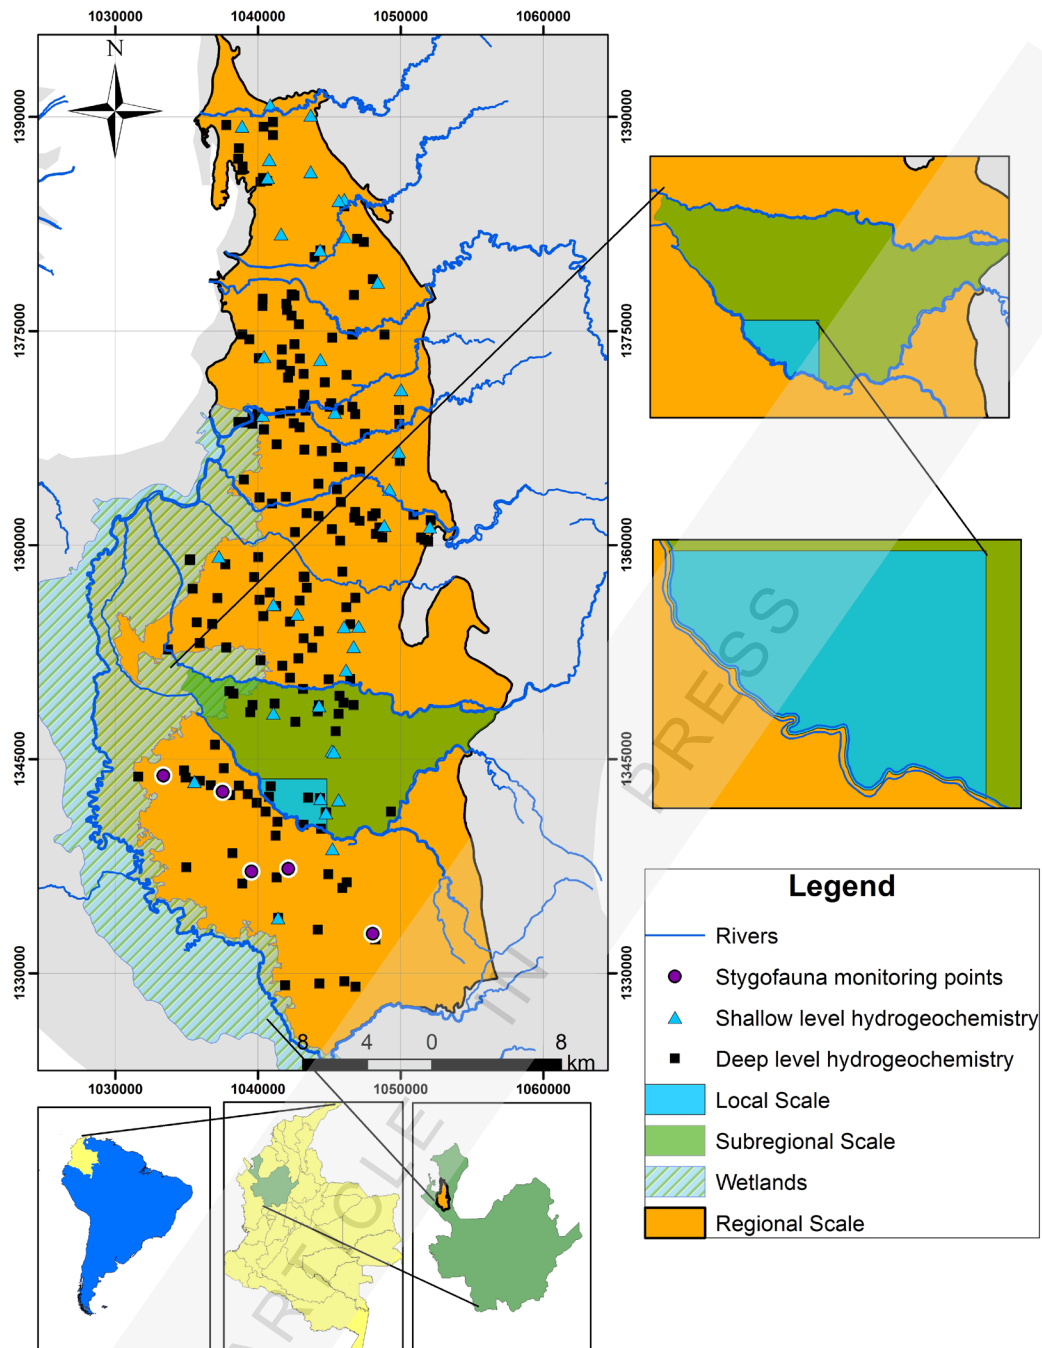 1030000 1040000 1050000 1060000
N
1390000 1390000
1375000 1375000
1360000 1360000
1345000 1345000
1330000 1330000
8 4 0 8
km
1030000 1040000 1050000 1060000
Legend
Rivers
Stygofauna monitoring points
Shallow level hydrogeochemistry
Deep level hydrogeochemistry
Local Scale
Subregional Scale
Wetlands
Regional Scale
ARTICLE IN PRESS